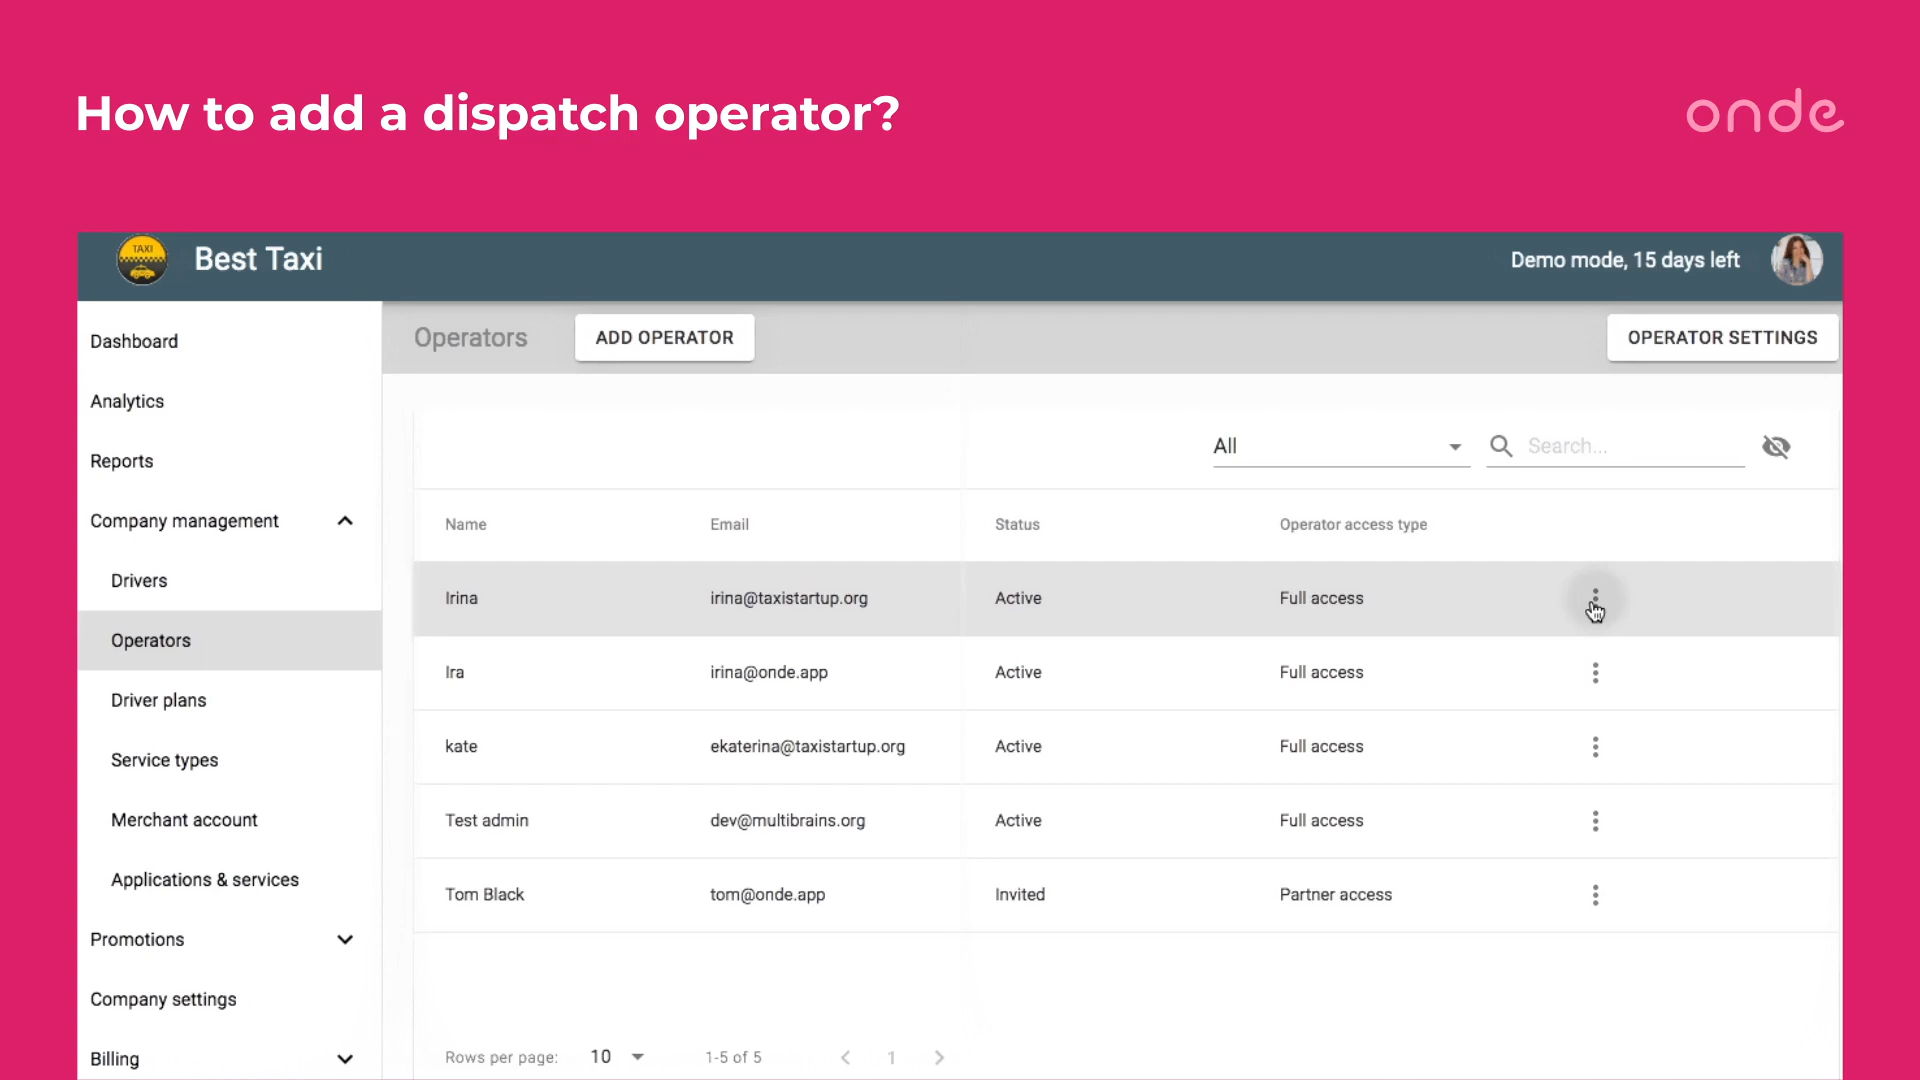 How to add a dispatch operator?
onde
TAXI
Best Taxi
Demo mode, 15 days left
Dashboard
Analytics
Reports
Company management
Drivers
Operators
Driver plans
Service types
Merchant account
Applications & services
Promotions
Company settings
Billing
Operators
ADD OPERATOR
OPERATOR SETTINGS
All
Search...
Name Email Status Operator access type
Irina irina@taxistartup.org Active Full access
Ira irina@onde.app Active Full access
kate ekaterina@taxistartup.org Active Full access
Test admin dev@multibrains.org Active Full access
Tom Black tom@onde.app Invited Partner access
Rows per page: 10 1-5 of 5 1